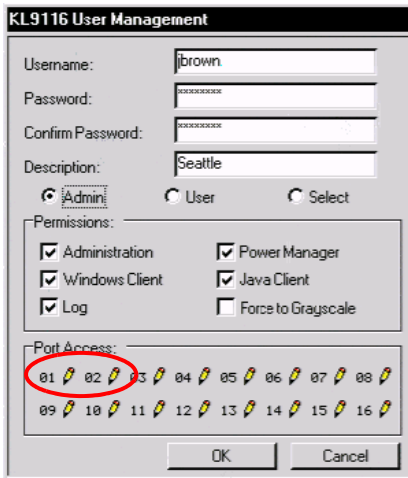 KL9116 User Management
Username: jbrown
Password: ********
Confirm Password: ********
Description: Seattle
Admin User Select
Permissions:
Administration Power Manager
Windows Client Java Client
Log Force to Grayscale
Port Access:
01 02 03 04 05 06 07 08
09 10 11 12 13 14 15 16
OK Cancel